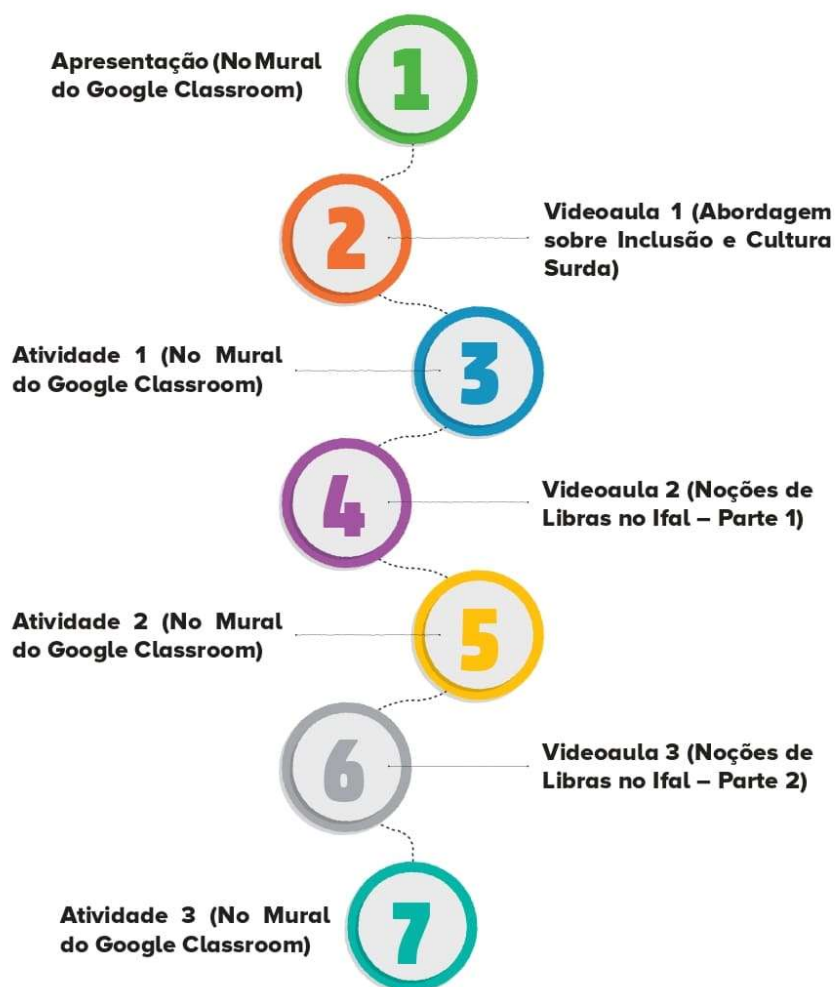 Apresentação (No Mural
do Google Classroom)
1
2
Videoaula 1 (Abordagem
sobre Inclusão e Cultura
Surda)
Atividade 1 (No Mural
do Google Classroom)
3
4
Videoaula 2 (Noções de
Libras no Ifal – Parte 1)
Atividade 2 (No Mural
do Google Classroom)
5
6
Videoaula 3 (Noções de
Libras no Ifal – Parte 2)
Atividade 3 (No Mural
do Google Classroom)
7